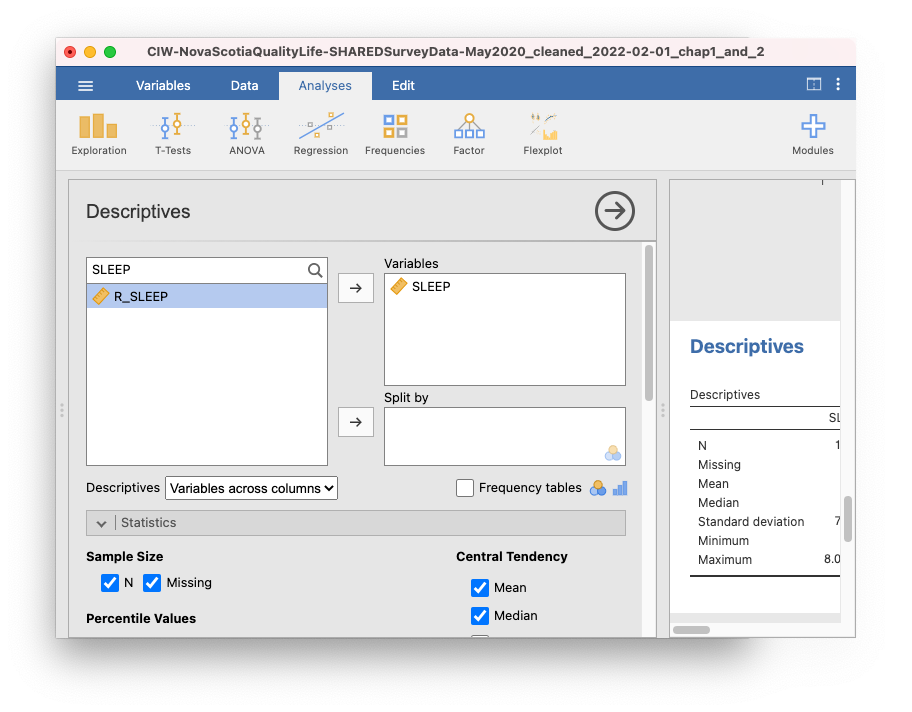 CIW-NovaScotiaQualityLife-SHAREDSurveyData-May2020_cleaned_2022-02-01_chap1_and_2
Variables Data Analyses Edit
Exploration T-Tests ANOVA Regression Frequencies Factor Flexplot Modules
Descriptives
SLEEP
R_SLEEP
Variables
SLEEP
Split by
Descriptives Variables across columns
Frequency tables
Statistics
Sample Size
N Missing
Percentile Values
Central Tendency
Mean
Median
Descriptives
Descriptives
SL
N 1
Missing
Mean
Median
Standard deviation 7
Minimum
Maximum 8.0